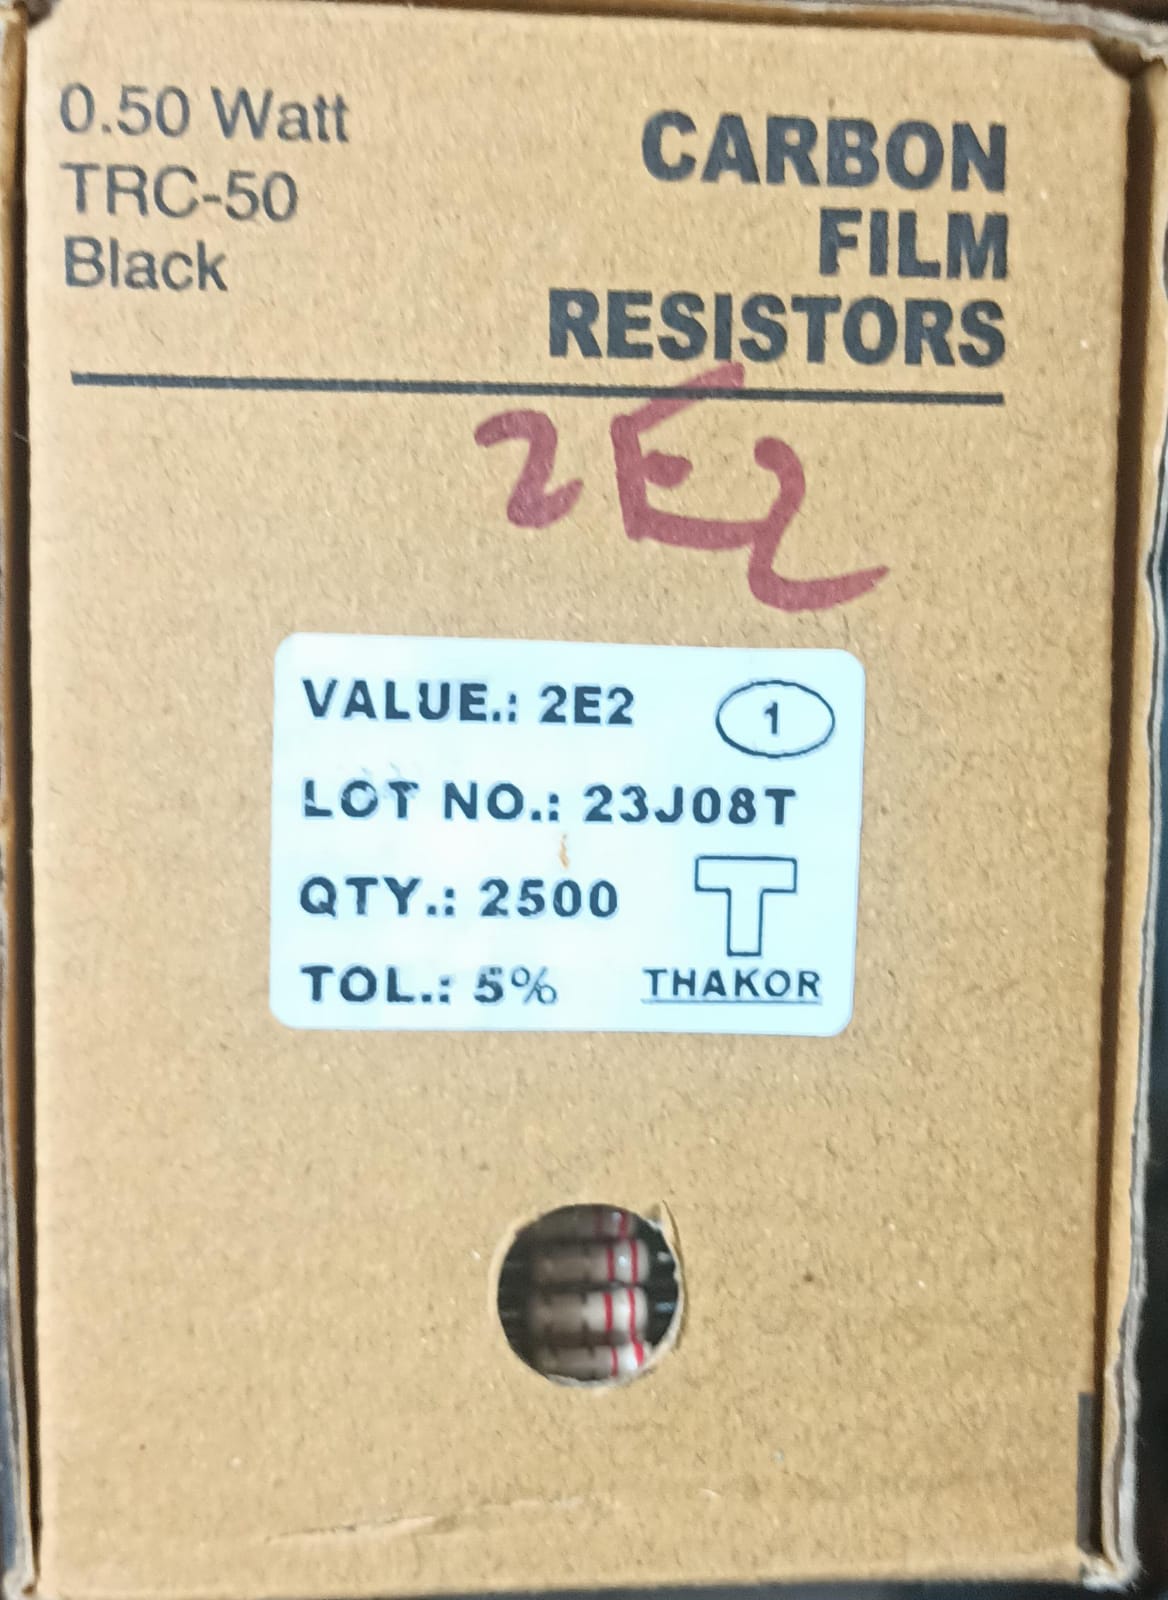 0.50 Watt
TRC-50
Black
CARBON
FILM
RESISTORS
2E2
VALUE.: 2E2
1
LOT NO.: 23J08T
QTY.: 2500
T
TOL.: 5%
THAKOR